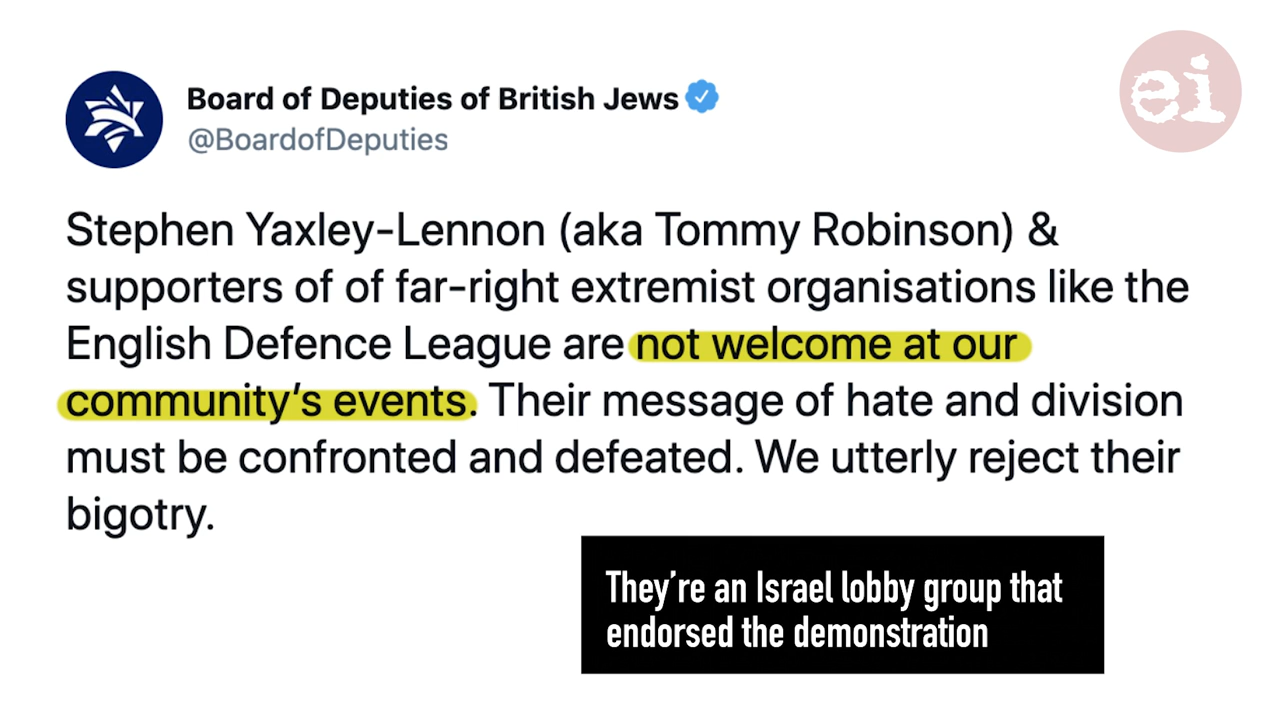 Board of Deputies of British Jews
ei
@BoardofDeputies
Stephen Yaxley-Lennon (aka Tommy Robinson) &
supporters of of far-right extremist organisations like the
English Defence League are not welcome at our
community's events. Their message of hate and division
must be confronted and defeated. We utterly reject their
bigotry.
They're an Israel lobby group that
endorsed the demonstration